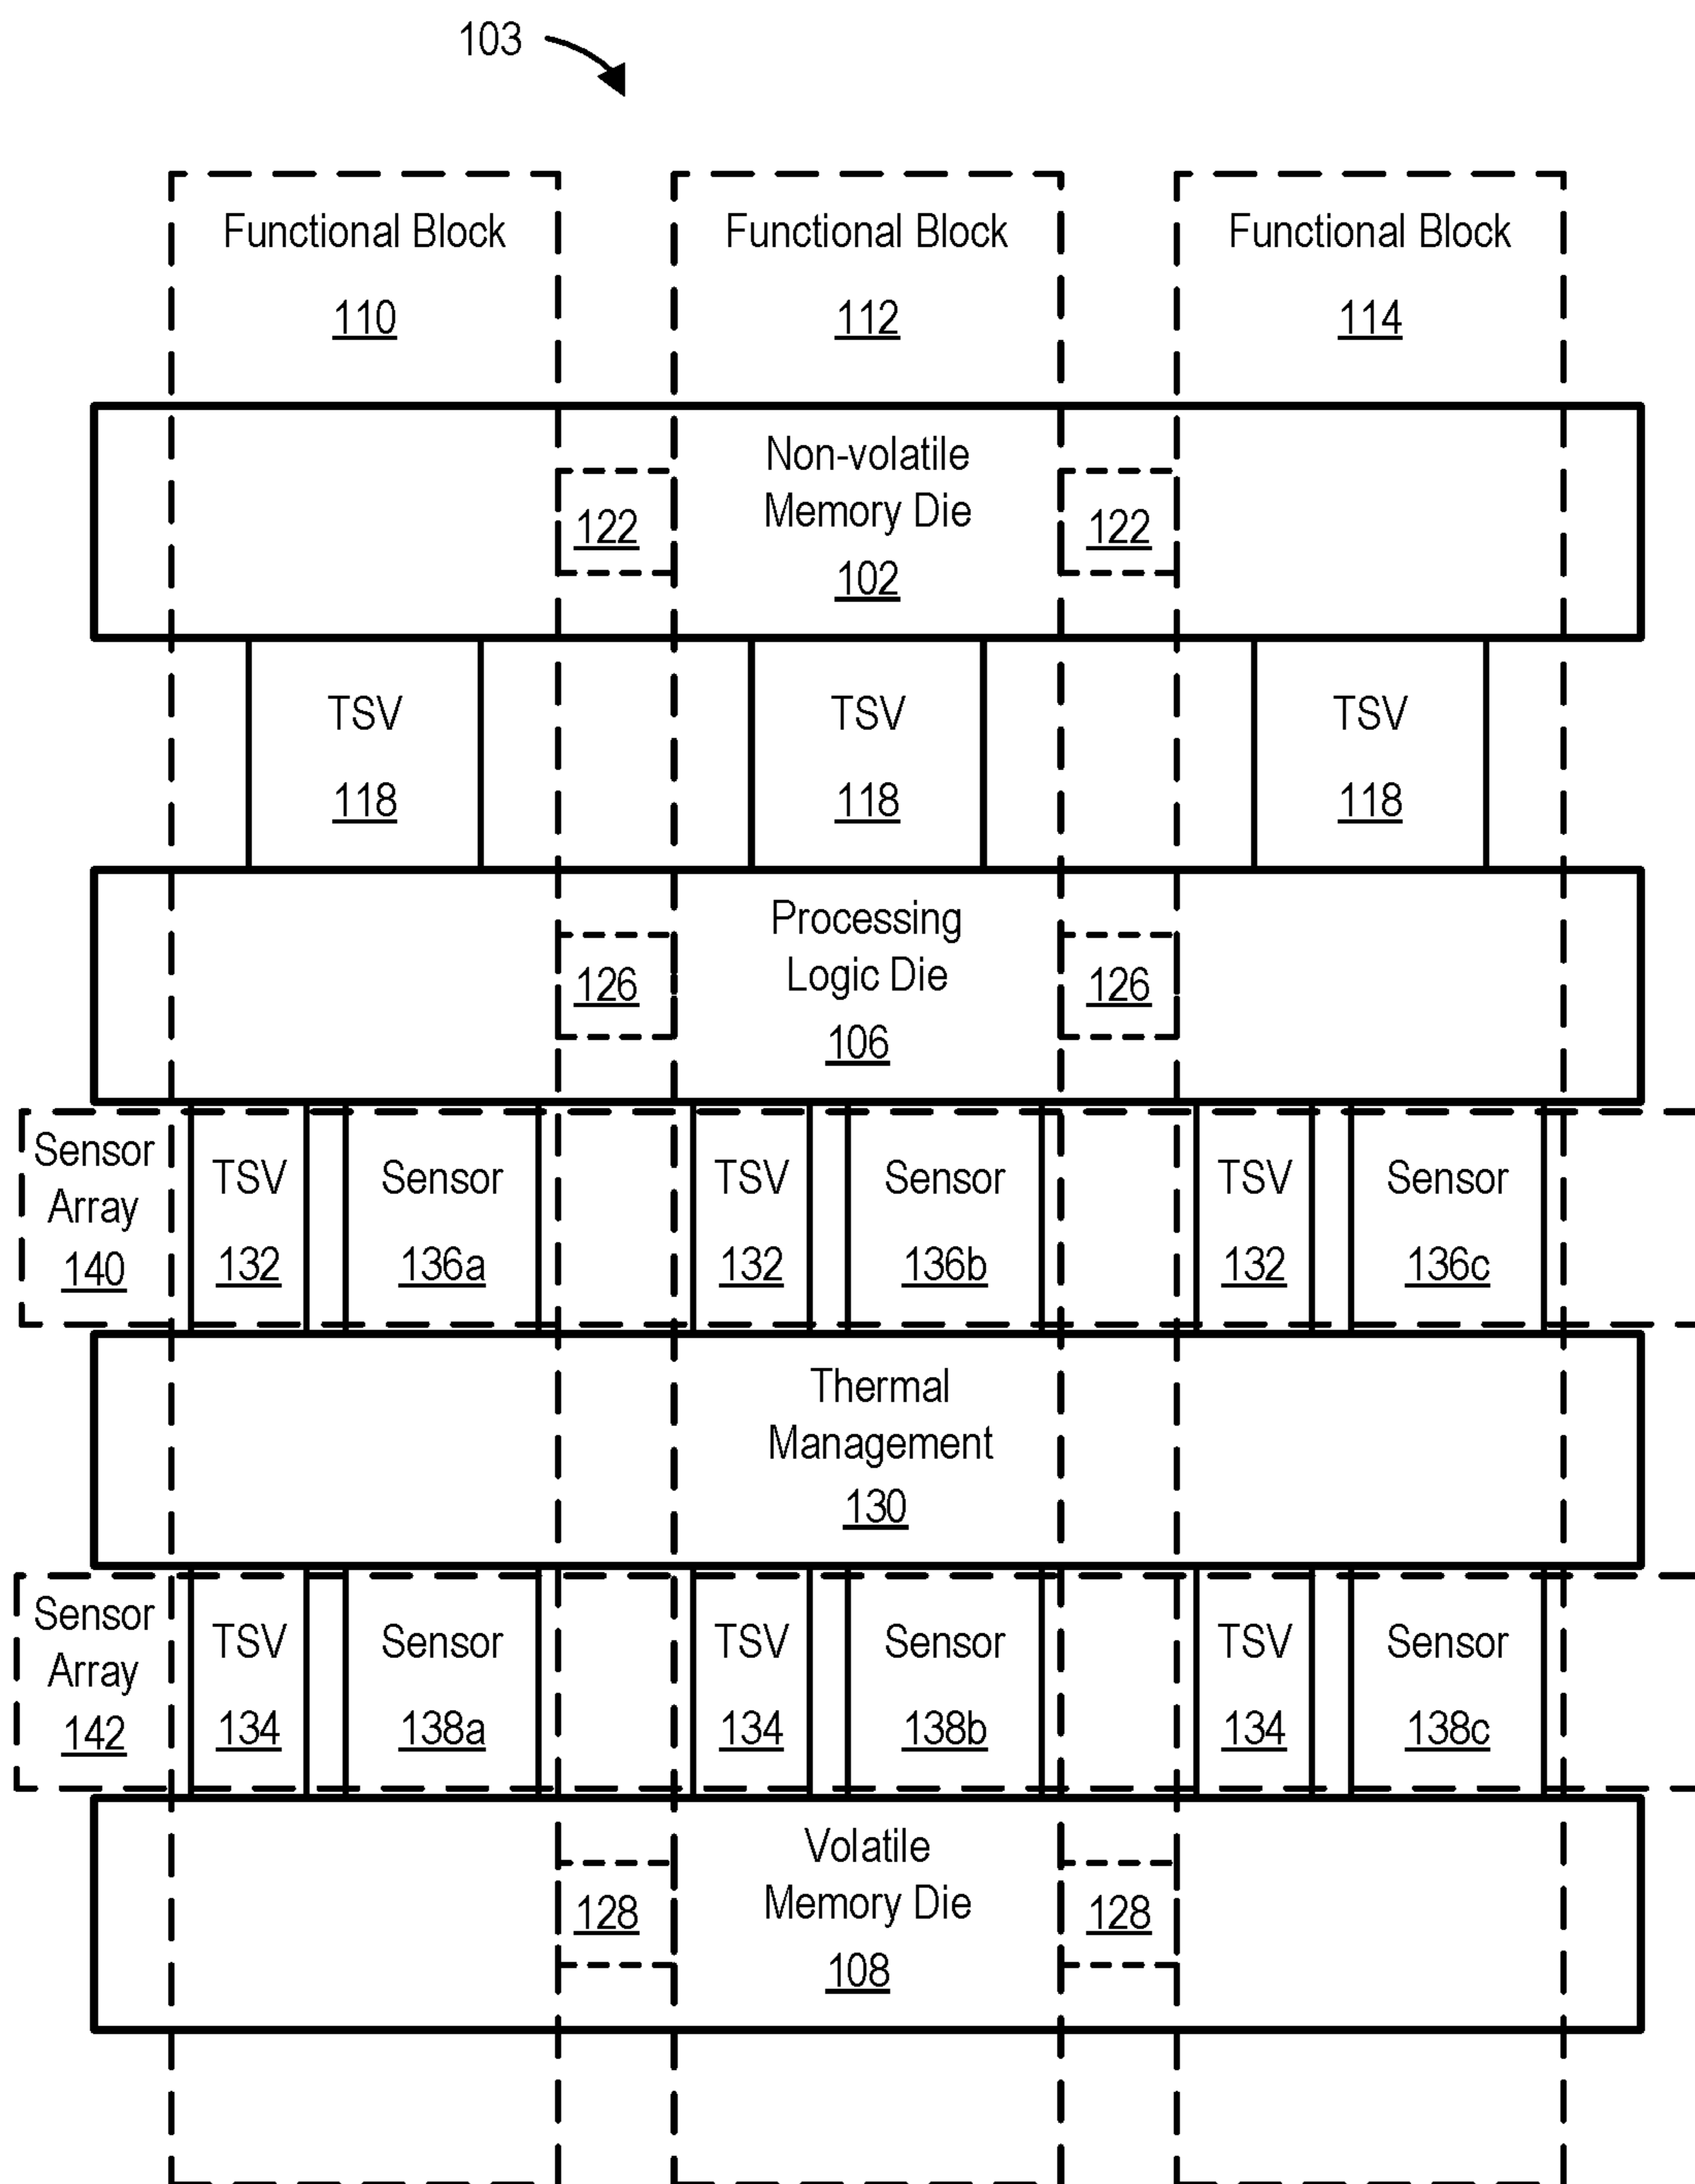 103
Functional Block
110
Functional Block
112
Functional Block
114
Non-volatile
Memory Die
102
122
122
TSV
118
TSV
118
TSV
118
Processing
Logic Die
106
126
126
Sensor
Array
140
TSV
132
Sensor
136a
TSV
132
Sensor
136b
TSV
132
Sensor
136c
Thermal
Management
130
Sensor
Array
142
TSV
134
Sensor
138a
TSV
134
Sensor
138b
TSV
134
Sensor
138c
Volatile
Memory Die
108
128
128